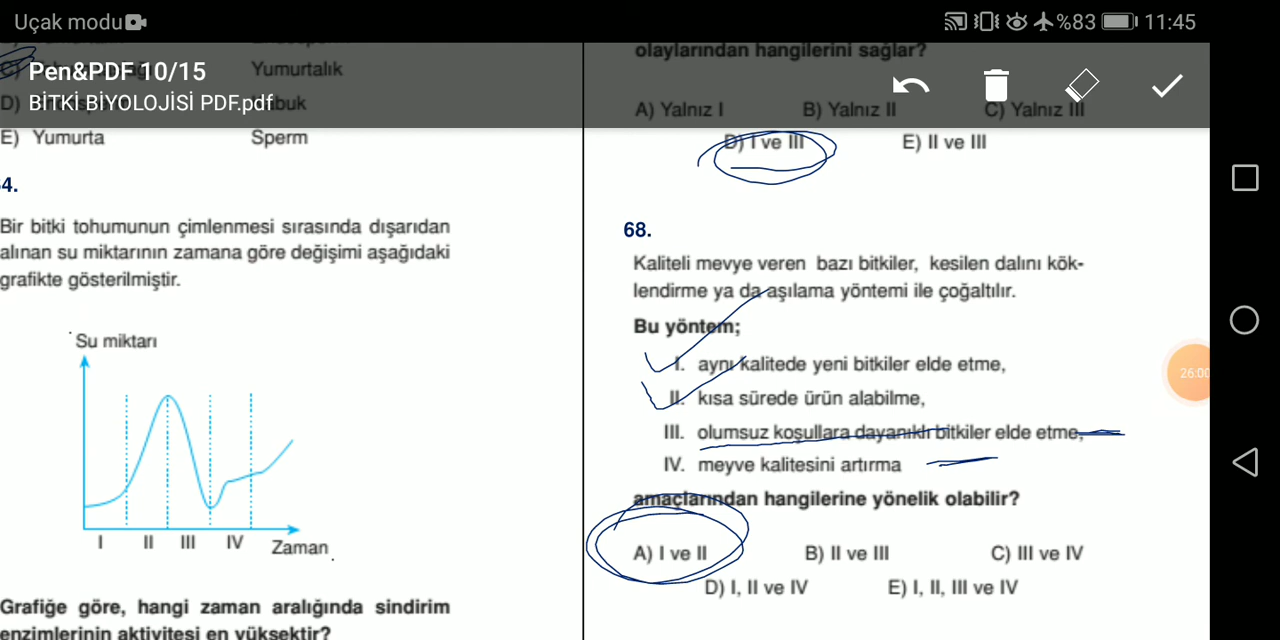 Uçak modu
%83 11:45
Pen&PDF 10/15
BİTKİ BİYOLOJİSİ PDF.pdf
C)
Yumurtalık
D)
E) Yumurta Sperm
4.
Bir bitki tohumunun çimlenmesi sırasında dışarıdan
alınan su miktarının zamana göre değişimi aşağıdaki
grafikte gösterilmiştir.
Su miktarı
I II III IV Zaman
Grafiğe göre, hangi zaman aralığında sindirim
enzimlerinin aktivitesi en yüksektir?
olaylarından hangilerini sağlar?
A) Yalnız I B) Yalnız II C) Yalnız III
D) I ve III E) II ve III
68.
Kaliteli mevye veren bazı bitkiler, kesilen dalını kök-
lendirme ya da aşılama yöntemi ile çoğaltılır.
Bu yöntem;
I. aynı kalitede yeni bitkiler elde etme,
II. kısa sürede ürün alabilme,
III. olumsuz koşullara dayanıklı bitkiler elde etme,
IV. meyve kalitesini artırma
amaçlarından hangilerine yönelik olabilir?
A) I ve II B) II ve III C) III ve IV
D) I, II ve IV E) I, II, III ve IV
26:00